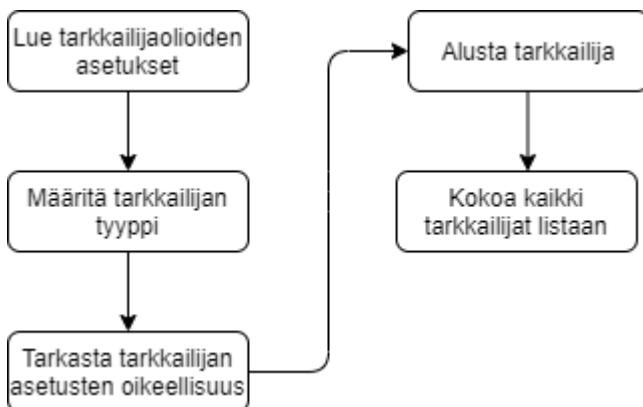 Lue tarkkailijaolioiden
asetukset
Määritä tarkkailijan
tyyppi
Tarkasta tarkkailijan
asetusten oikeellisuus
Alusta tarkkailija
Kokoa kaikki
tarkkailijat listaan